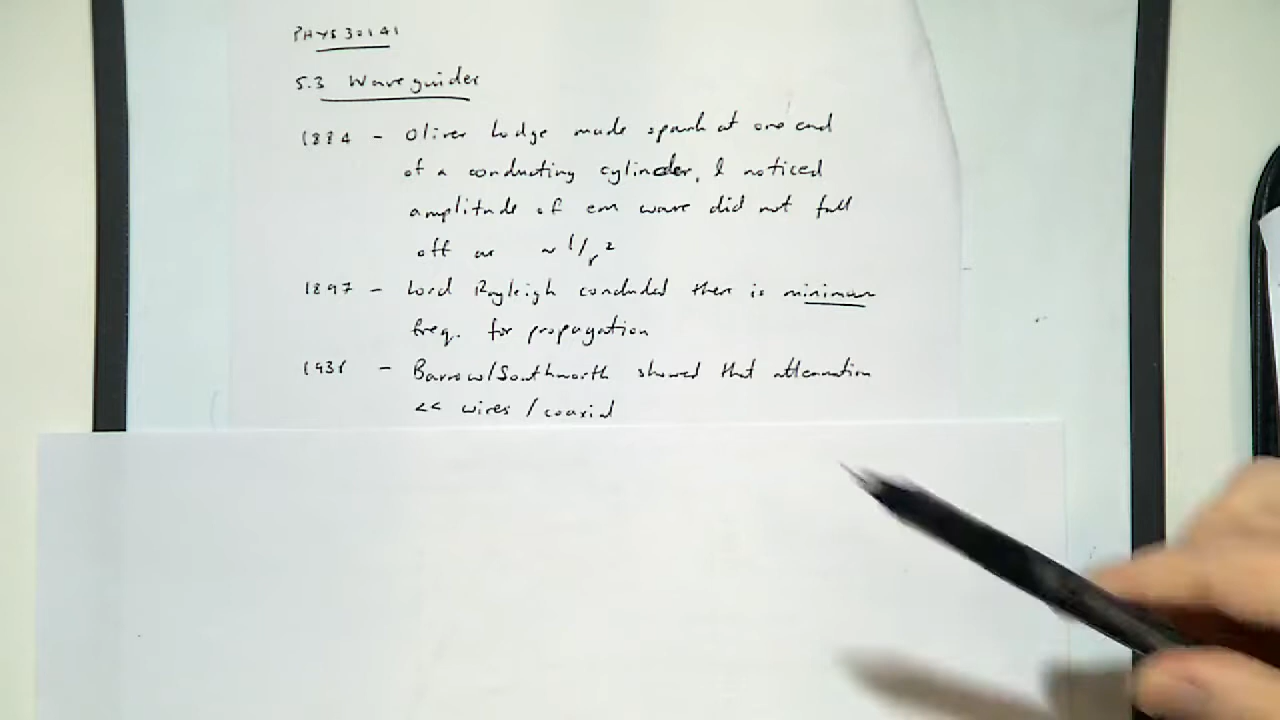 PHYS30141
5.3 Waveguides
1884 - Oliver Lodge made spark at one end
of a conducting cylinder, & noticed
amplitude of em wave did not fall
off as ~ 1/r²
1897 - Lord Rayleigh concluded there is minimum
freq. for propagation
1936 - Barrow/Southworth showed that attenuation
<< wires / coaxial